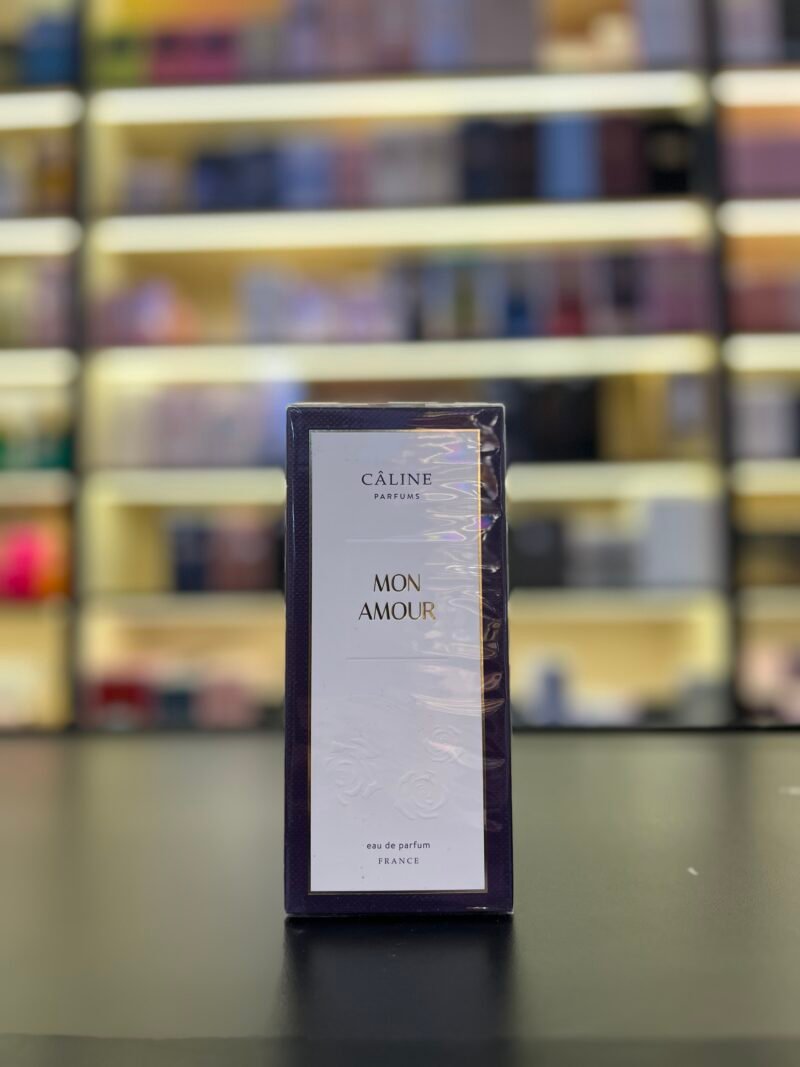 CÂLINE
PARFUMS
MON
AMOUR
eau de parfum
FRANCE